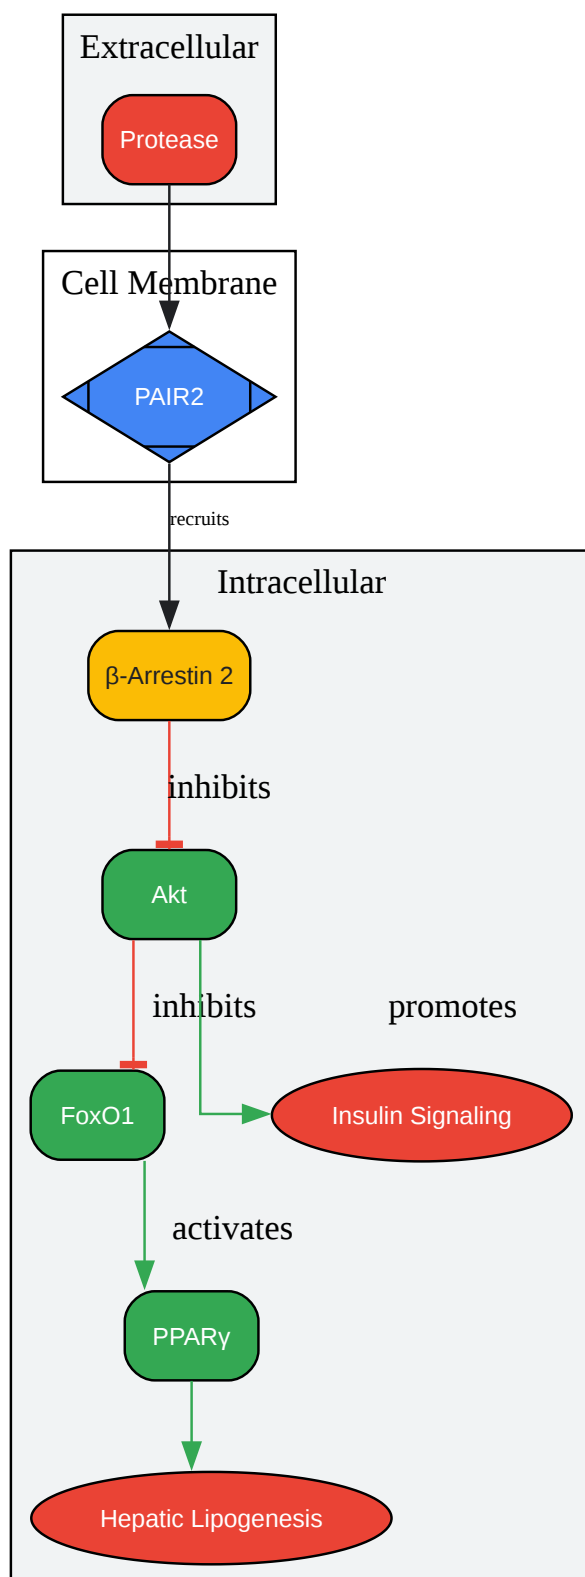 Extracellular
Protease
Cell Membrane
PAIR2
recruits
Intracellular
β-Arrestin 2
inhibits
Akt
inhibits
promotes
FoxO1
Insulin Signaling
activates
PPARγ
Hepatic Lipogenesis